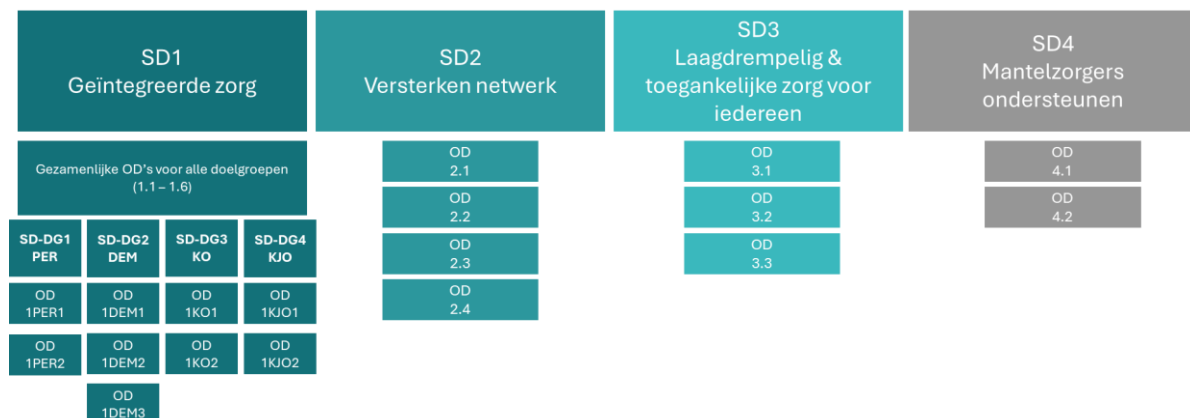 SD1
Geïntegreerde zorg
SD2
Versterken netwerk
SD3
Laagdrempelig &
toegankelijke zorg voor
iedereen
SD4
Mantelzorgers
ondersteunen
Gezamenlijke OD's voor alle doelgroepen
(1.1 – 1.6)
SD-DG1
PER
SD-DG2
DEM
SD-DG3
KO
SD-DG4
KJO
OD
1PER1
OD
1DEM1
OD
1KO1
OD
1KJO1
OD
1PER2
OD
1DEM2
OD
1KO2
OD
1KJO2
OD
1DEM3
OD
2.1
OD
2.2
OD
2.3
OD
2.4
OD
3.1
OD
3.2
OD
3.3
OD
4.1
OD
4.2